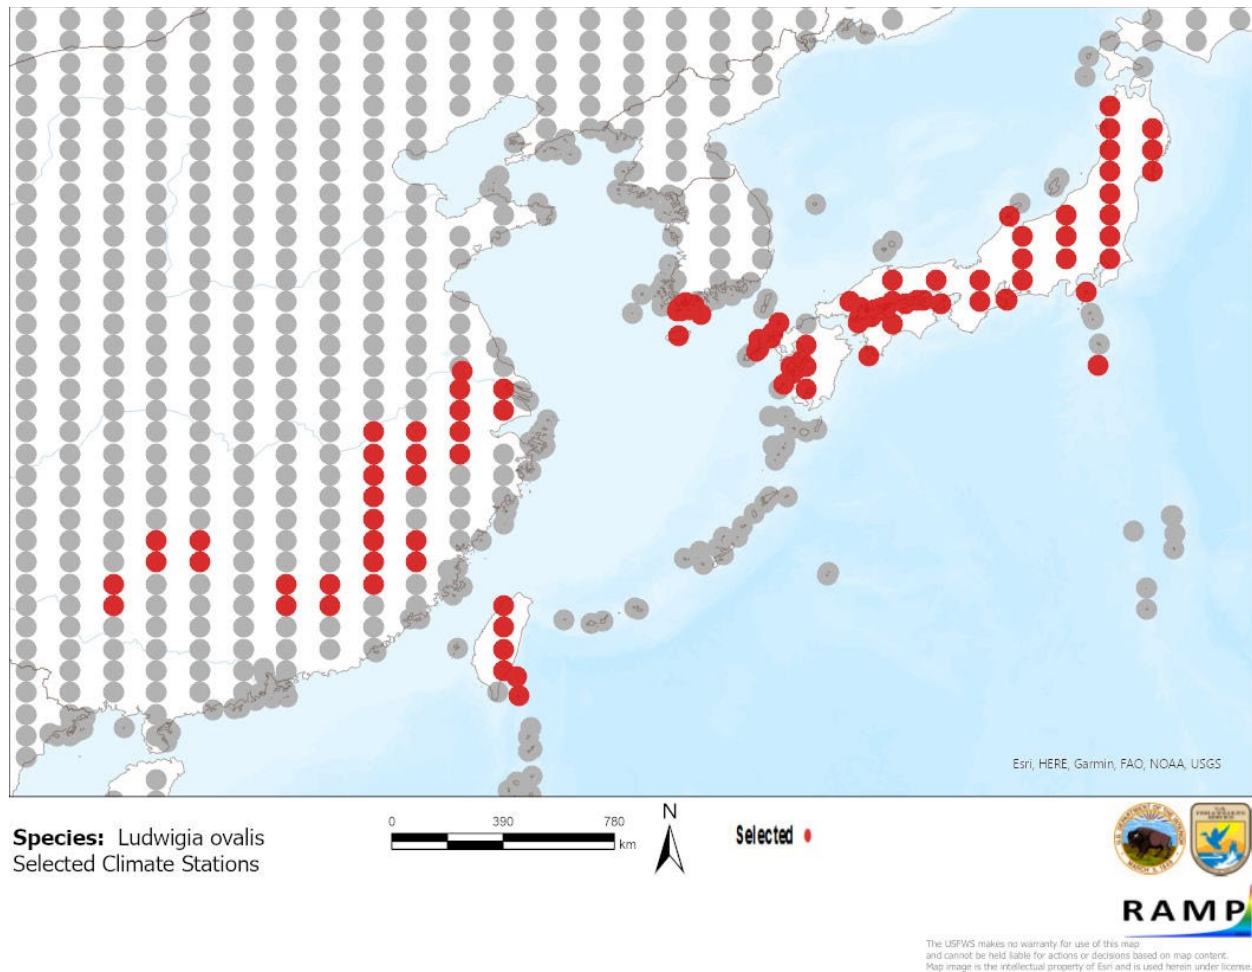 Esri, HERE, Garmin, FAO, NOAA, USGS
Species: Ludwigia ovalis
Selected Climate Stations
0 390 780
km
N
Selected
RAMP
The USFWS makes no warranty for use of this map
and cannot be held liable for actions or decisions based on map content.
Map image is the intellectual property of Esri and is used herein under license.